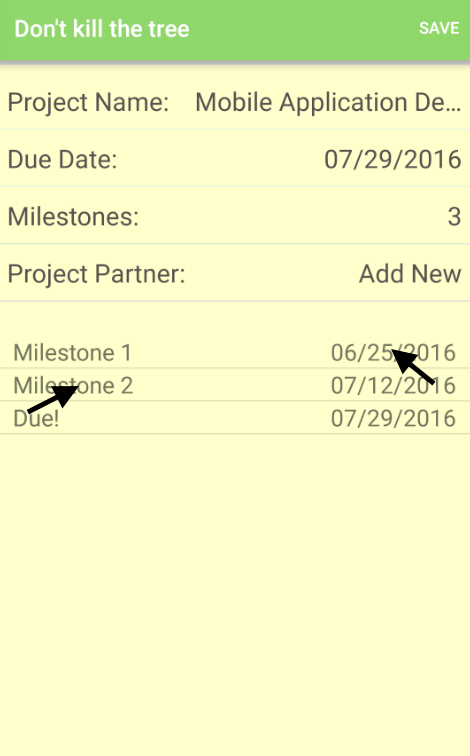 Don't kill the tree SAVE
Project Name: Mobile Application De...
Due Date: 07/29/2016
Milestones: 3
Project Partner: Add New
Milestone 1 06/25/2016
Milestone 2 07/12/2016
Due! 07/29/2016